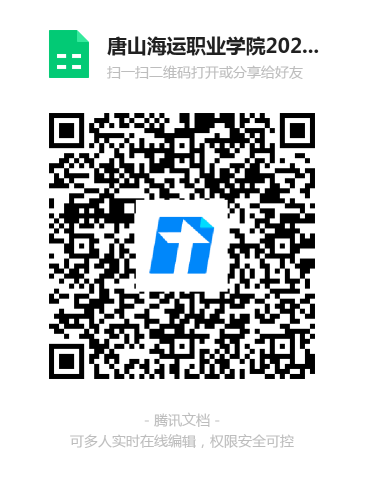 唐山海运职业学院202...
扫一扫二维码打开或分享给好友
- 腾讯文档 -
可多人实时在线编辑，权限安全可控